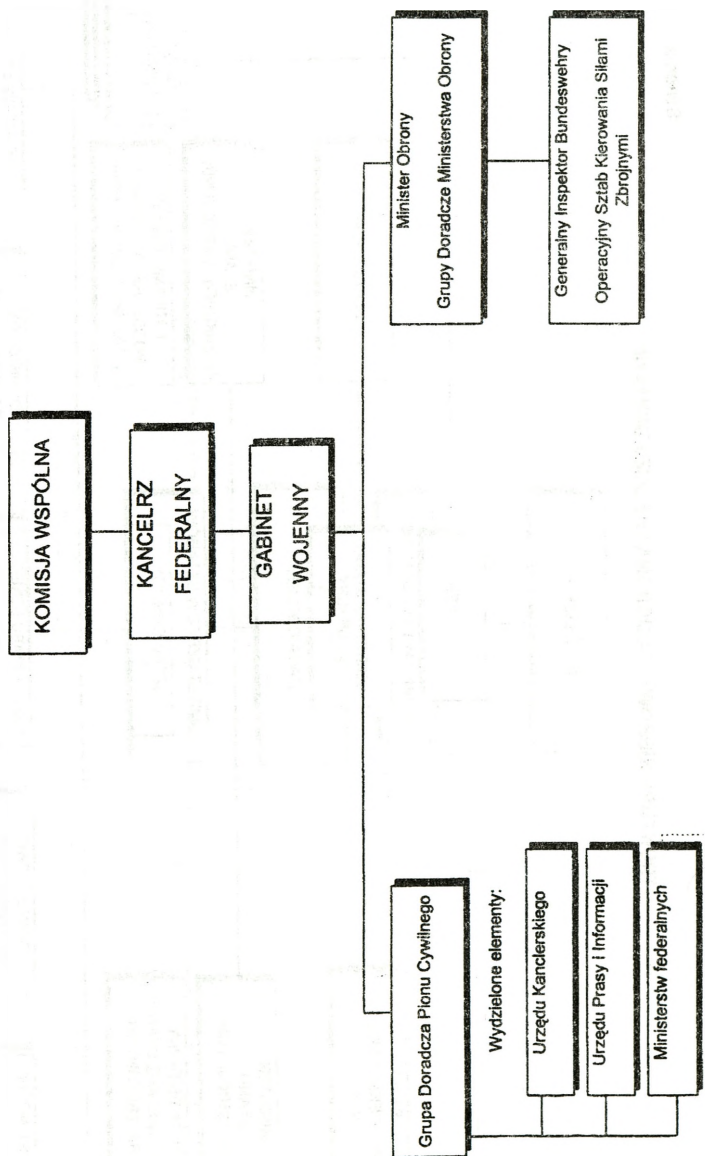 KOMISJA WSPÓLNA
KANCELRZ
FEDERALNY
GABINET
WOJENNY
Grupa Doradcza Pionu Cywilnego
Wydzielone elementy:
Urzędu Kanclerskiego
Urzędu Prasy i Informacji
Ministerstw federalnych
Minister Obrony
Grupy Doradcze Ministerstwa Obrony
Generalny Inspektor Bundeswehry
Operacyjny Sztab Kierowania Siłami
Zbrojnymi